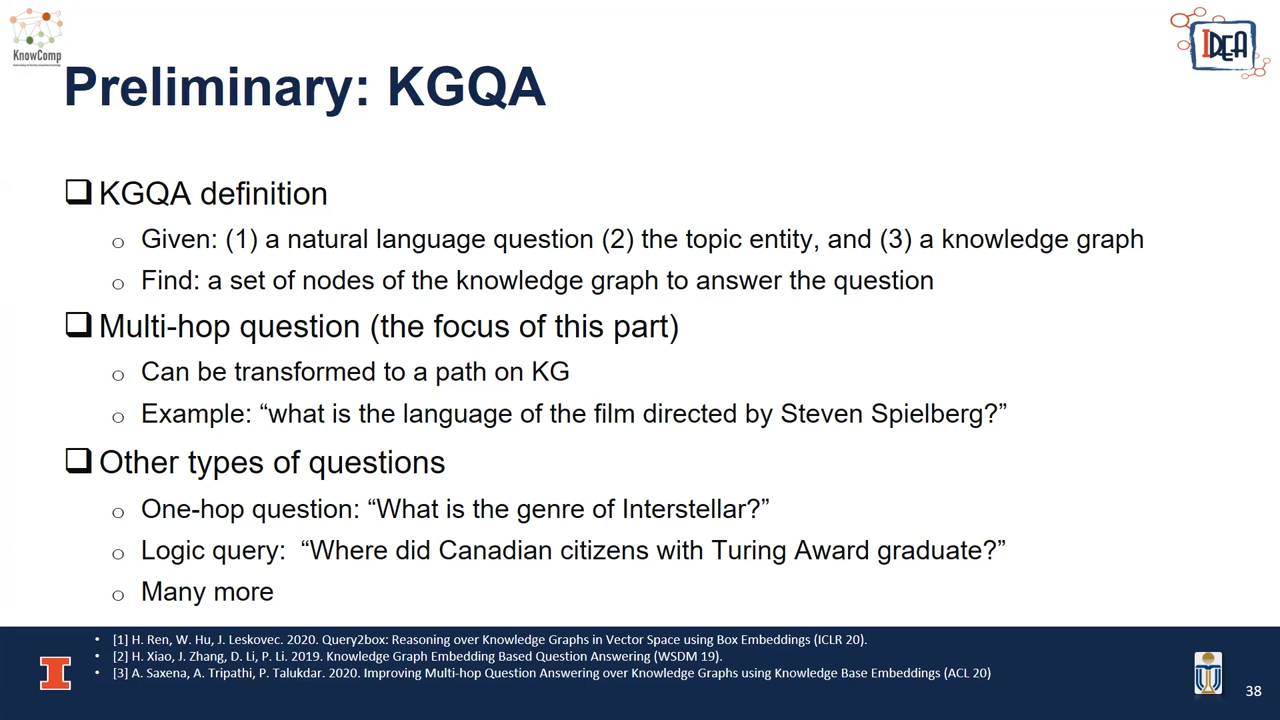 KnowComp
IDEA
Preliminary: KGQA
❑ KGQA definition
o Given: (1) a natural language question (2) the topic entity, and (3) a knowledge graph
o Find: a set of nodes of the knowledge graph to answer the question
❑ Multi-hop question (the focus of this part)
o Can be transformed to a path on KG
o Example: “what is the language of the film directed by Steven Spielberg?”
❑ Other types of questions
o One-hop question: “What is the genre of Interstellar?”
o Logic query:  “Where did Canadian citizens with Turing Award graduate?”
o Many more
• [1] H. Ren, W. Hu, J. Leskovec. 2020. Query2box: Reasoning over Knowledge Graphs in Vector Space using Box Embeddings (ICLR 20).
• [2] H. Xiao, J. Zhang, D. Li, P. Li. 2019. Knowledge Graph Embedding Based Question Answering (WSDM 19).
• [3] A. Saxena, A. Tripathi, P. Talukdar. 2020. Improving Multi-hop Question Answering over Knowledge Graphs using Knowledge Base Embeddings (ACL 20)
I
38